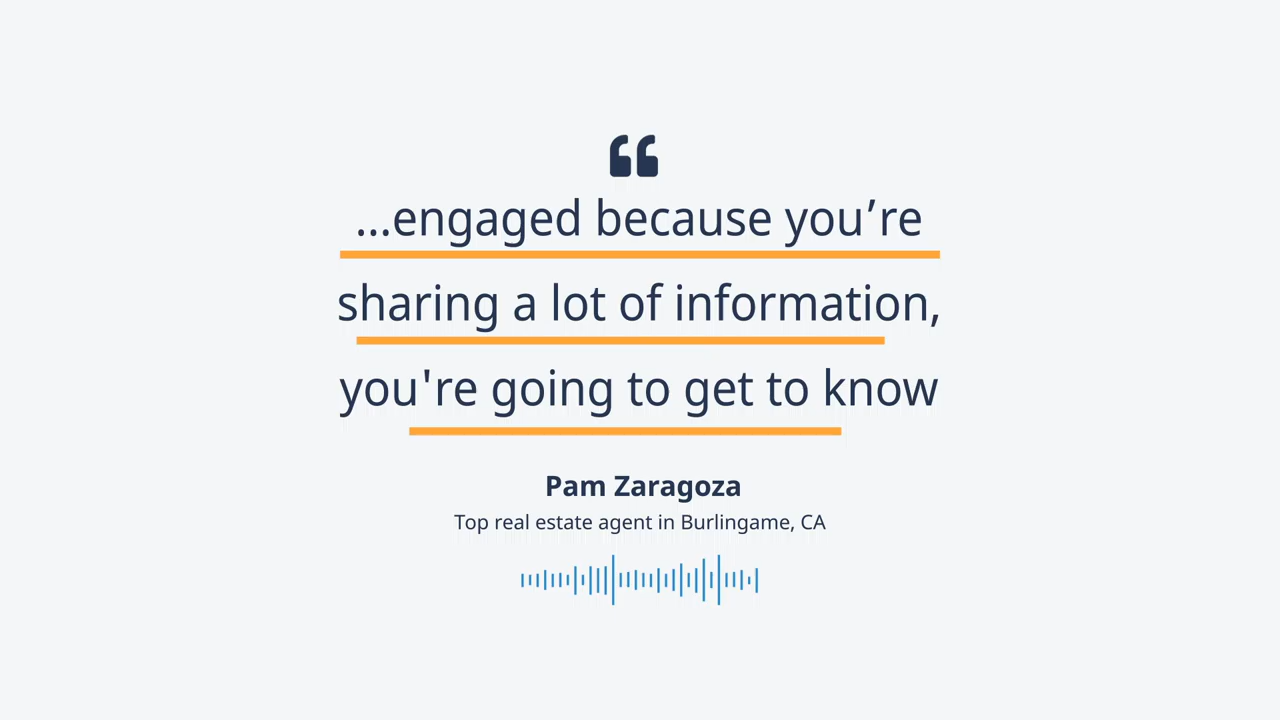 “
…engaged because you’re
sharing a lot of information,
you're going to get to know
Pam Zaragoza
Top real estate agent in Burlingame, CA